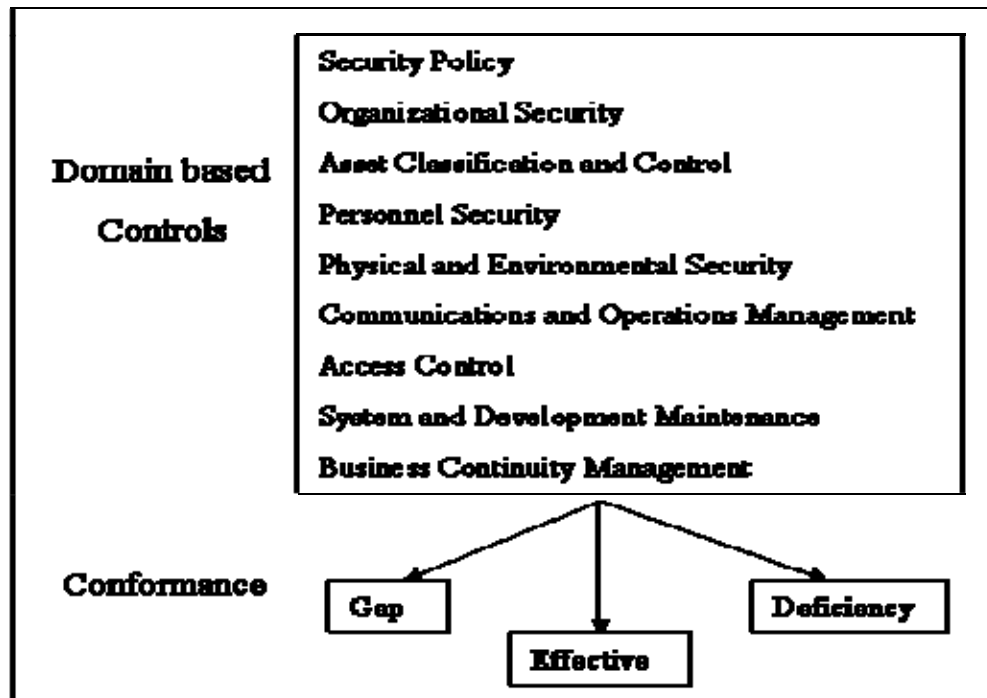 Security Policy
Organizational Security
Asset Classification and Control
Domain based
Controls
Personnel Security
Physical and Environmental Security
Communications and Operations Management
Access Control
System and Development Maintenance
Business Continuity Management
Conformance
Gap
Deficiency
Effective